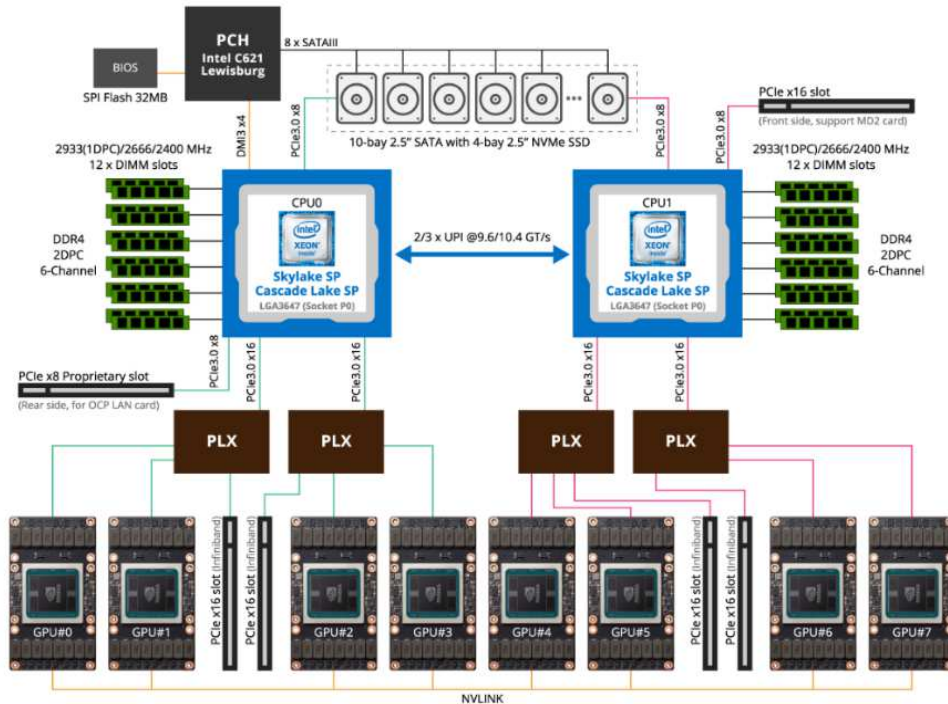 PCH
Intel C621
Lewisburg
8 x SATAIII
BIOS
SPI Flash 32MB
DMI3 x4
PCIe3.0 x8
10-bay 2.5” SATA with 4-bay 2.5” NVMe SSD
PCIe3.0 x8
PCIe3.0 x8
PCIe x16 slot
(Front side, support MD2 card)
2933(1DPC)/2666/2400 MHz
12 x DIMM slots
DDR4
2DPC
6-Channel
CPU0
intel
XEON
inside
Skylake SP
Cascade Lake SP
LGA3647 (Socket P0)
2/3 x UPI @9.6/10.4 GT/s
CPU1
intel
XEON
inside
Skylake SP
Cascade Lake SP
LGA3647 (Socket P0)
2933(1DPC)/2666/2400 MHz
12 x DIMM slots
DDR4
2DPC
6-Channel
PCIe x8 Proprietary slot
(Rear side, for OCP LAN card)
PCIe3.0 x8
PCIe3.0 x16
PCIe3.0 x16
PCIe3.0 x16
PCIe3.0 x16
PLX
PLX
PLX
PLX
GPU#0
GPU#1
PCIe x16 slot (Infiniband)
PCIe x16 slot (Infiniband)
GPU#2
GPU#3
GPU#4
GPU#5
PCIe x16 slot (Infiniband)
PCIe x16 slot (Infiniband)
GPU#6
GPU#7
NVLINK